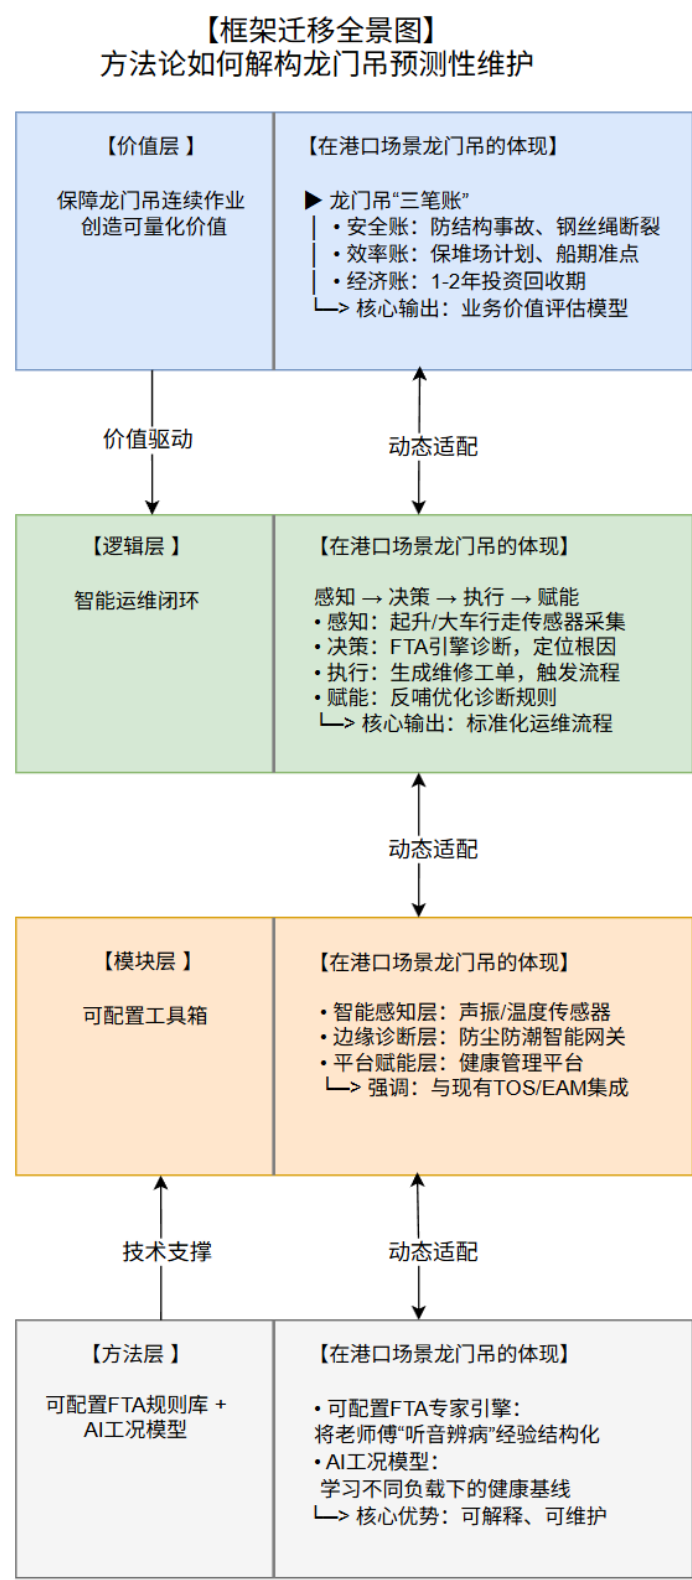 【框架迁移全景图】
方法论如何解构龙门吊预测性维护
【价值层 】
保障龙门吊连续作业
创造可量化价值
【在港口场景龙门吊的体现】
▶ 龙门吊“三笔账”
│ • 安全账：防结构事故、钢丝绳断裂
│ • 效率账：保堆场计划、船期准点
│ • 经济账：1-2年投资回收期
└─> 核心输出：业务价值评估模型
价值驱动
动态适配
【逻辑层 】
智能运维闭环
【在港口场景龙门吊的体现】
感知 → 决策 → 执行 → 赋能
• 感知：起升/大车行走传感器采集
• 决策：FTA引擎诊断，定位根因
• 执行：生成维修工单，触发流程
• 赋能：反哺优化诊断规则
└─> 核心输出：标准化运维流程
动态适配
【模块层 】
可配置工具箱
【在港口场景龙门吊的体现】
• 智能感知层：声振/温度传感器
• 边缘诊断层：防尘防潮智能网关
• 平台赋能层：健康管理平台
└─> 强调：与现有TOS/EAM集成
技术支撑
动态适配
【方法层 】
可配置FTA规则库 +
AI工况模型
【在港口场景龙门吊的体现】
• 可配置FTA专家引擎：
将老师傅“听音辨病”经验结构化
• AI工况模型：
学习不同负载下的健康基线
└─> 核心优势：可解释、可维护